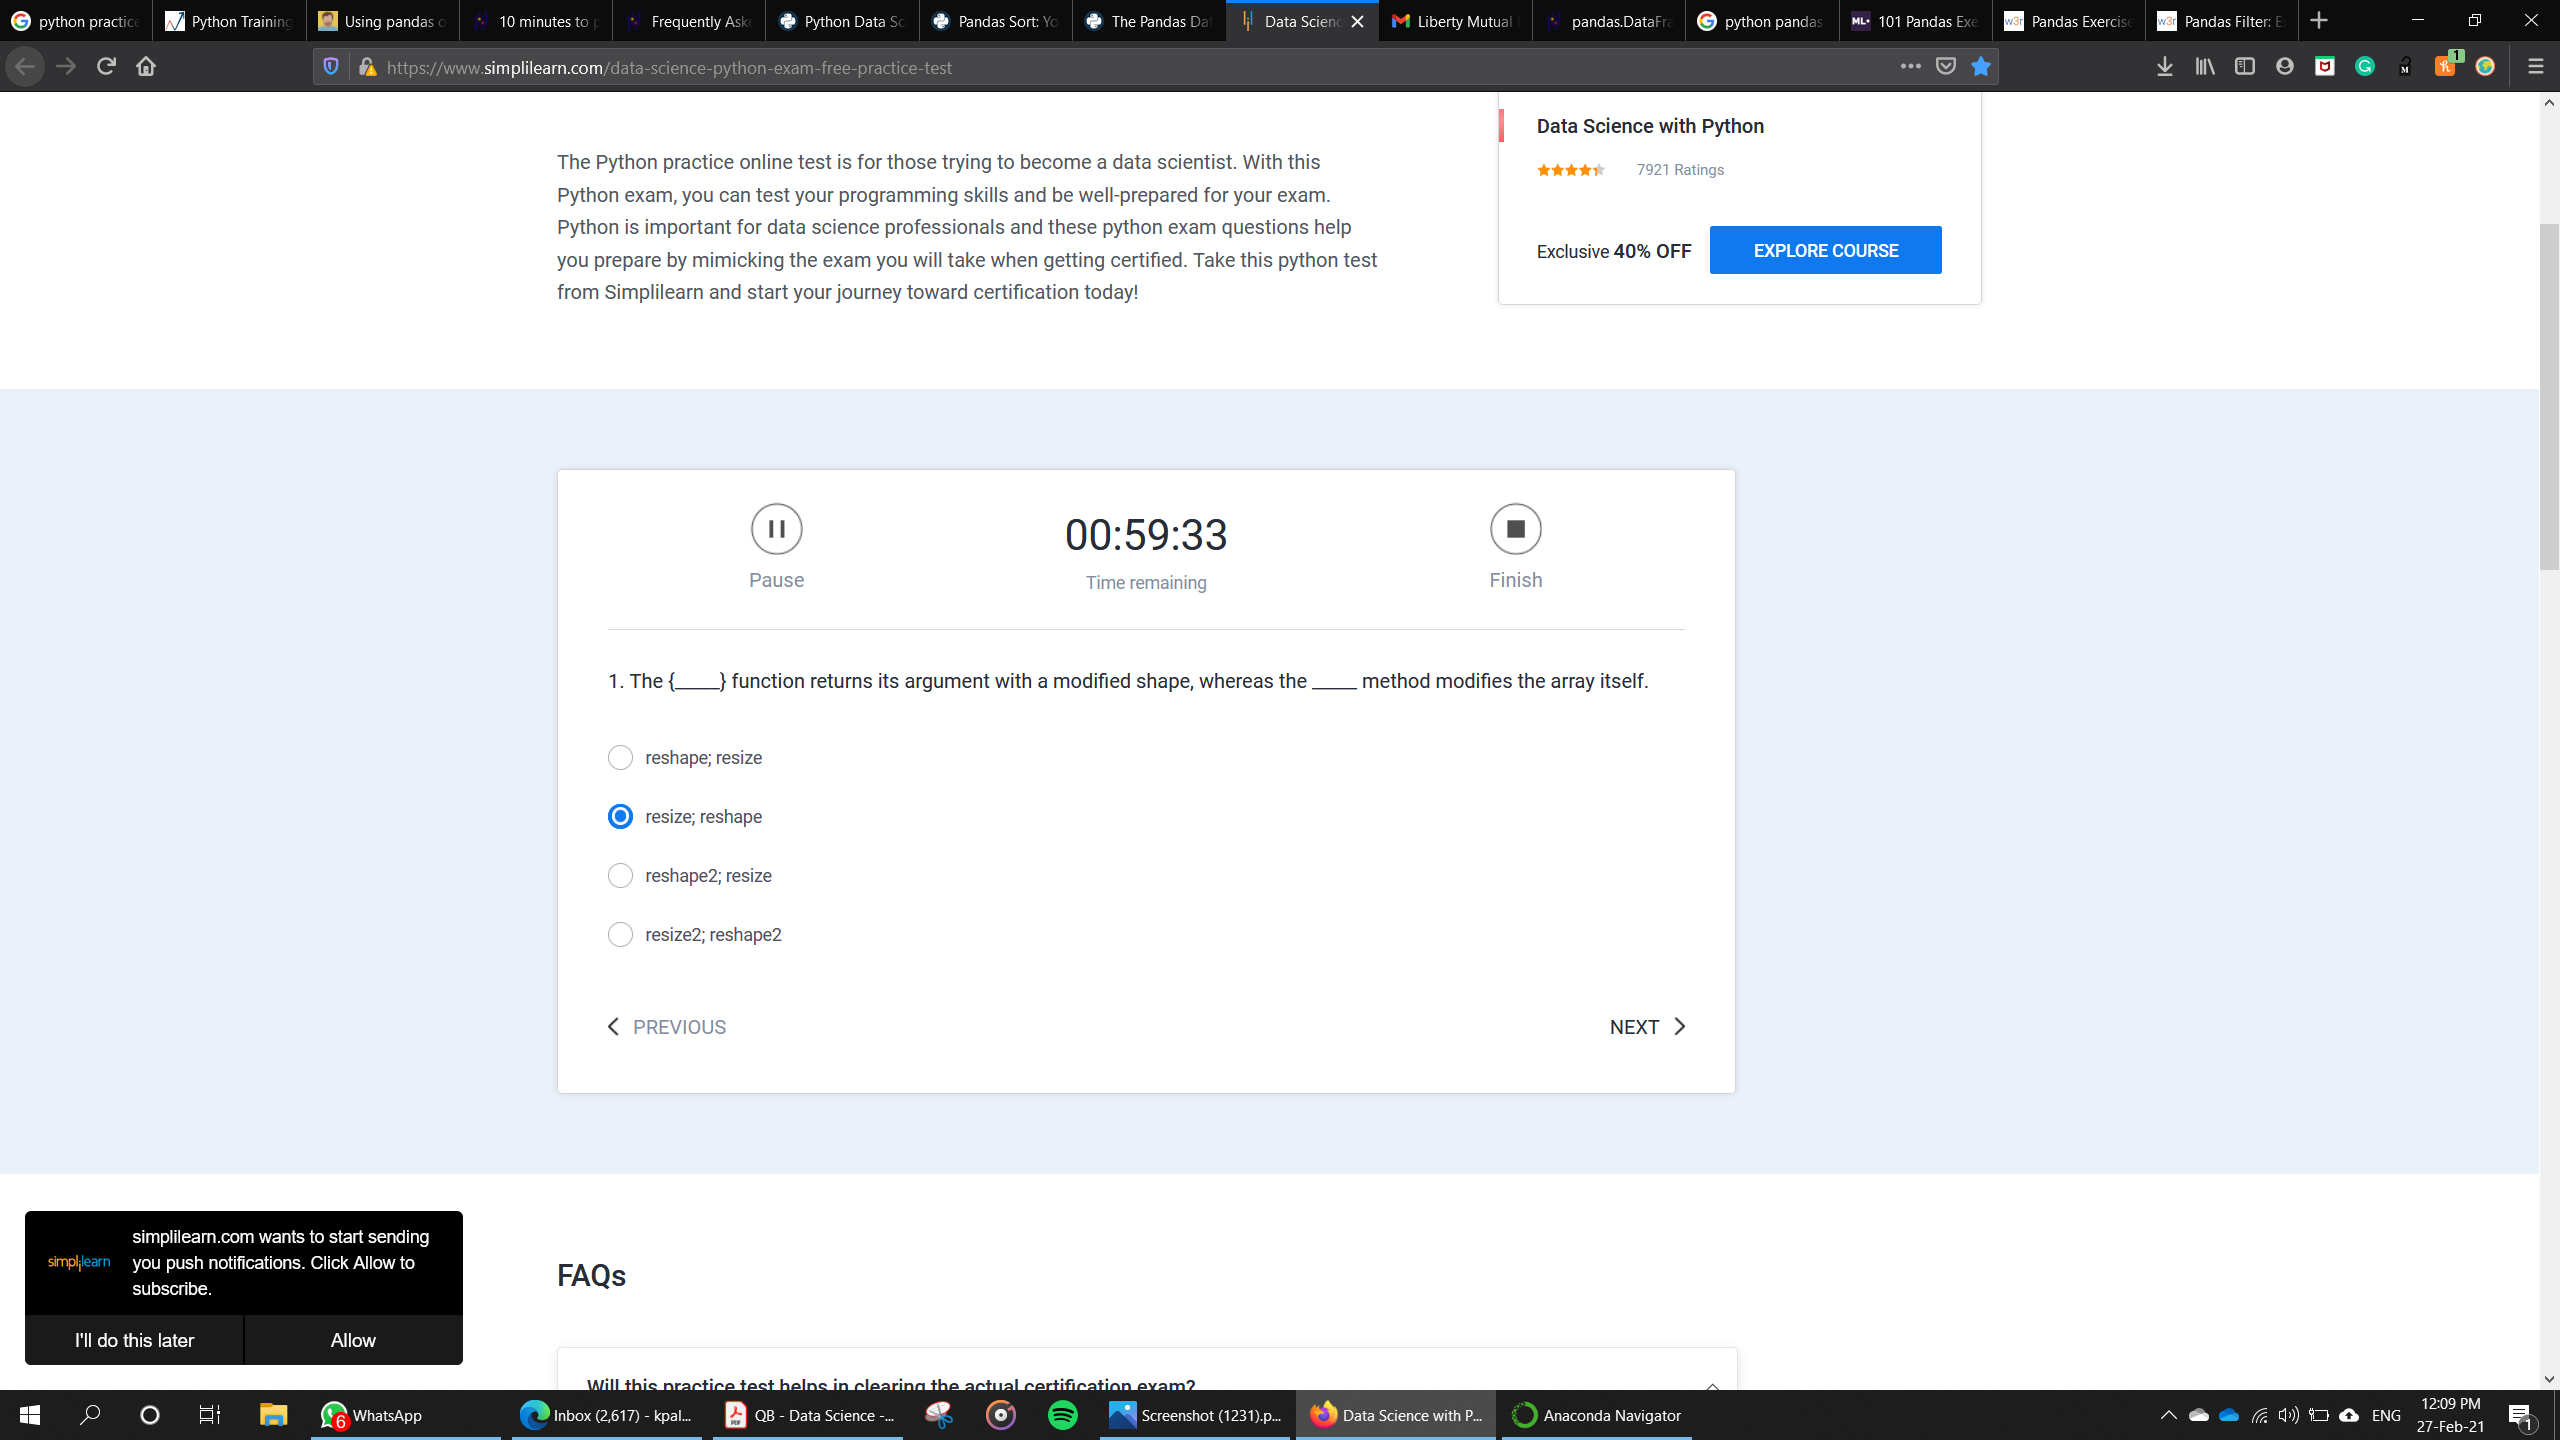 python practice
Python Training
Using pandas o
10 minutes to p
Frequently Aske
Python Data Sc
Pandas Sort: Yo
The Pandas Dat
Data Scienc
Liberty Mutual
pandas.DataFra
python pandas
101 Pandas Exe
Pandas Exercise
Pandas Filter: E
https://www.simplilearn.com/data-science-python-exam-free-practice-test
1
Data Science with Python
7921 Ratings
Exclusive 40% OFF
EXPLORE COURSE
The Python practice online test is for those trying to become a data scientist. With this
Python exam, you can test your programming skills and be well-prepared for your exam.
Python is important for data science professionals and these python exam questions help
you prepare by mimicking the exam you will take when getting certified. Take this python test
from Simplilearn and start your journey toward certification today!
Pause
00:59:33
Time remaining
Finish
1. The {_____} function returns its argument with a modified shape, whereas the _____ method modifies the array itself.
reshape; resize
resize; reshape
reshape2; resize
resize2; reshape2
PREVIOUS
NEXT
simplilearn
simplilearn.com wants to start sending
you push notifications. Click Allow to
subscribe.
I'll do this later
Allow
FAQs
Will this practice test helps in clearing the actual certification exam?
6
WhatsApp
Inbox (2,617) - kpal...
QB - Data Science -...
Screenshot (1231).p...
Data Science with P...
Anaconda Navigator
ENG
12:09 PM
27-Feb-21
1